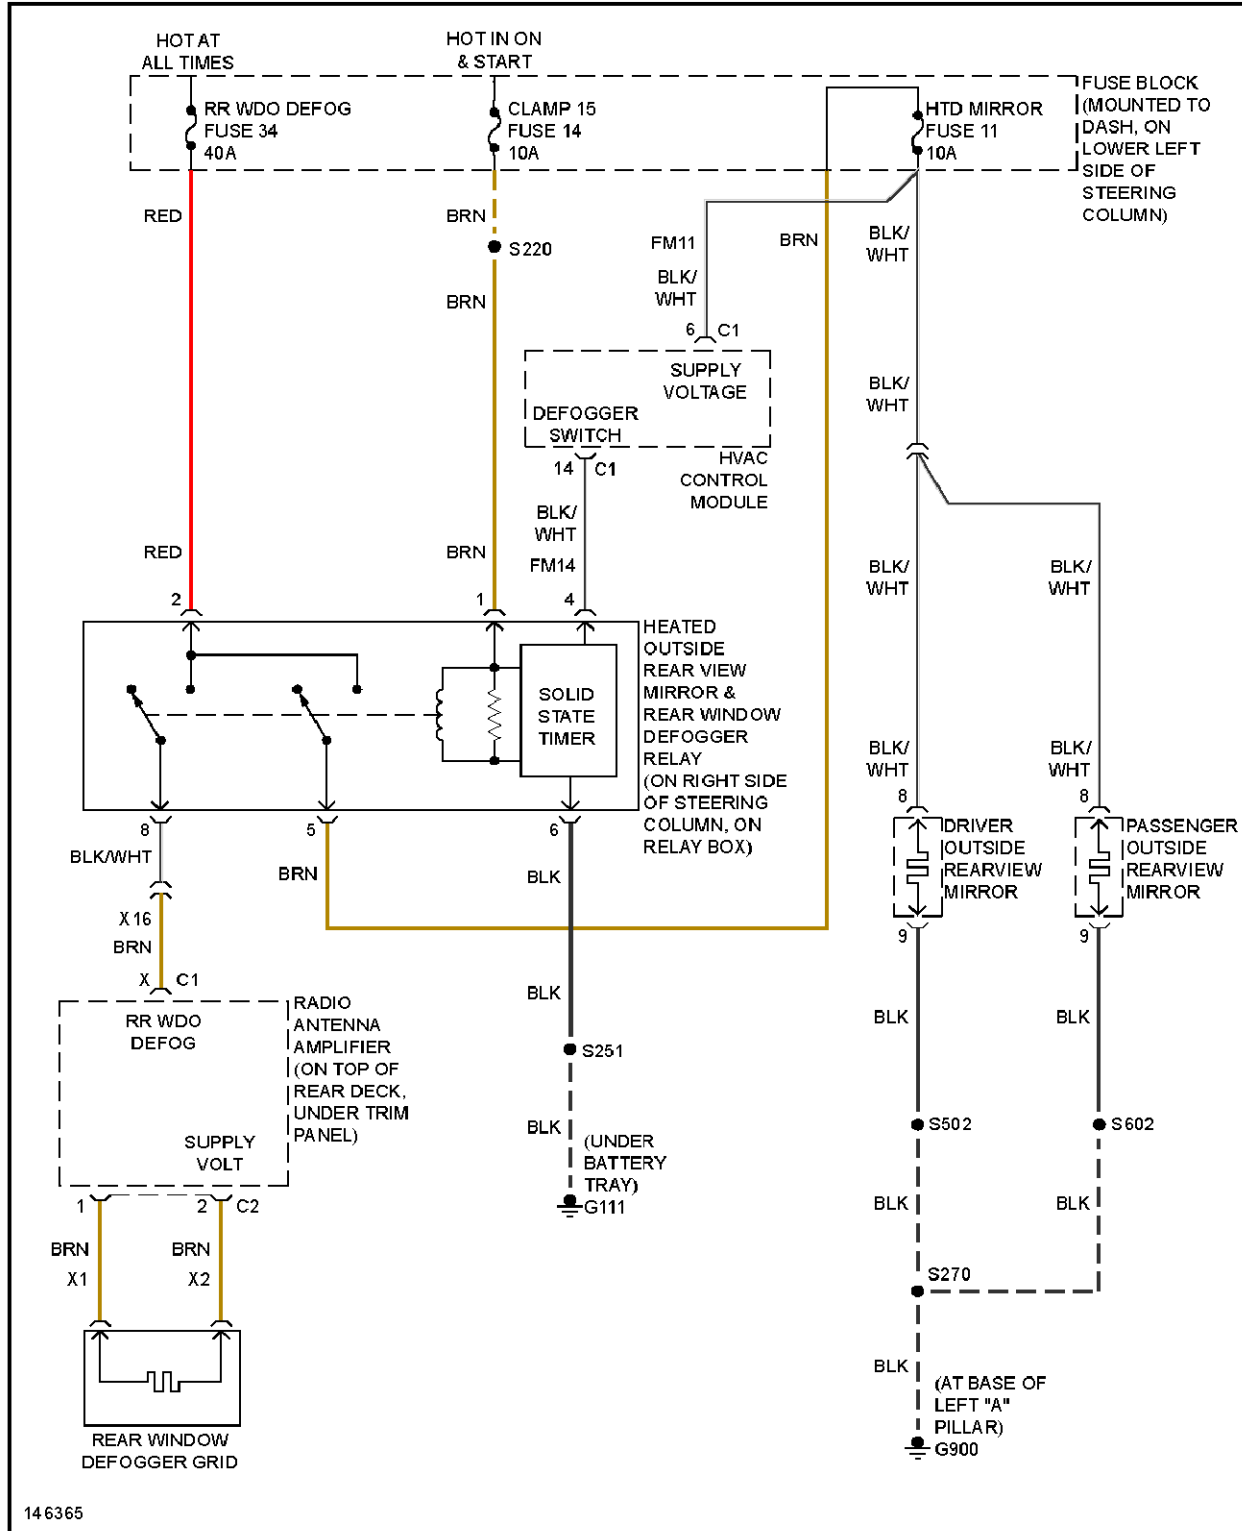 HOT AT
ALL TIMES
HOT IN ON
& START
RR WDO DEFOG
FUSE 34
40A
CLAMP 15
FUSE 14
10A
HTD MIRROR
FUSE 11
10A
FUSE BLOCK
(MOUNTED TO
DASH, ON
LOWER LEFT
SIDE OF
STEERING
COLUMN)
RED
BRN
S220
BRN
FM11
BLK/
WHT
BRN
BLK/
WHT
6
C1
SUPPLY
VOLTAGE
DEFOGGER
SWITCH
14
C1
HVAC
CONTROL
MODULE
BLK/
WHT
BLK/
WHT
FM14
RED
BRN
BLK/
WHT
BLK/
WHT
2
1
4
HEATED
OUTSIDE
REAR VIEW
MIRROR &
REAR WINDOW
DEFOGGER
RELAY
(ON RIGHT SIDE
OF STEERING
COLUMN, ON
RELAY BOX)
SOLID
STATE
TIMER
BLK/
WHT
BLK/
WHT
8
8
8
5
6
BLK/WHT
BRN
BLK
DRIVER
OUTSIDE
REARVIEW
MIRROR
PASSENGER
OUTSIDE
REARVIEW
MIRROR
X16
BRN
9
9
X
C1
BLK
RR WDO
DEFOG
RADIO
ANTENNA
AMPLIFIER
(ON TOP OF
REAR DECK,
UNDER TRIM
PANEL)
BLK
BLK
S251
SUPPLY
VOLT
BLK
(UNDER
BATTERY
TRAY)
G111
S502
S602
1
2
C2
BLK
BLK
BRN
X1
BRN
X2
S270
BLK
(AT BASE OF
LEFT "A"
PILLAR)
G900
REAR WINDOW
DEFOGGER GRID
146365